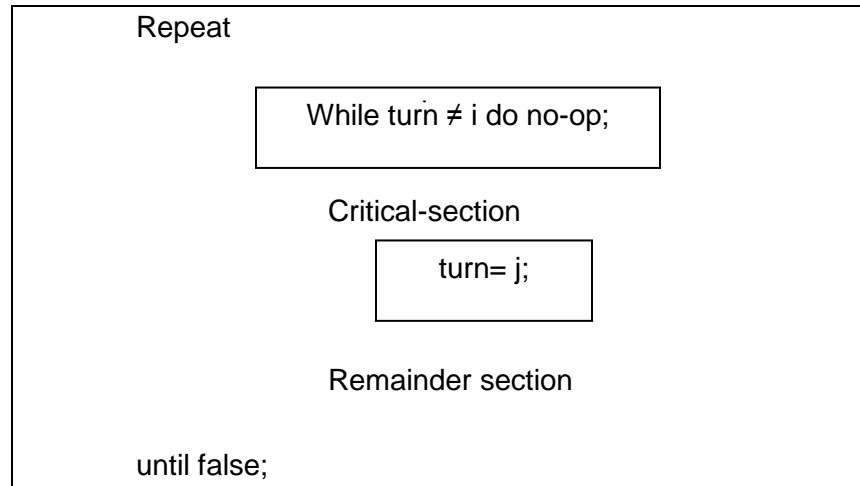 Repeat
While turn ≠ i do no-op;
Critical-section
turn= j;
Remainder section
until false;